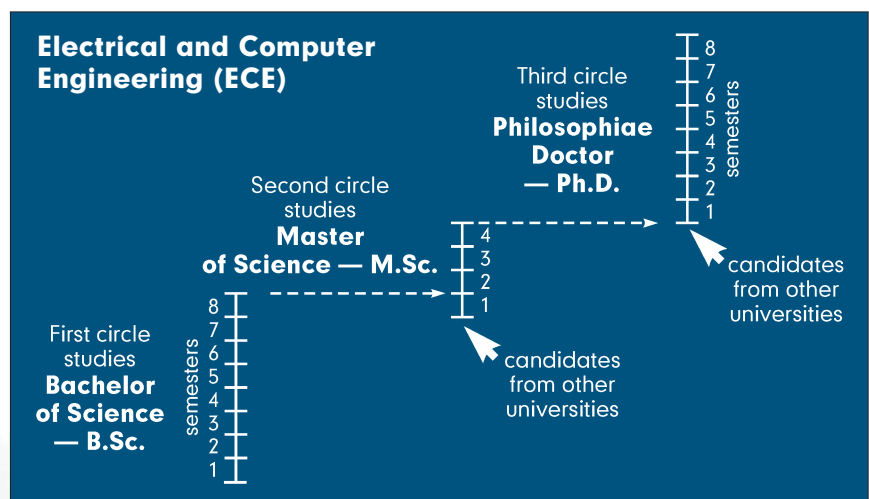 Electrical and Computer
Engineering (ECE)
First circle
studies
Bachelor
of Science
— B.Sc.
semesters
8
7
6
5
4
3
2
1
Second circle
studies
Master
of Science — M.Sc.
4
3
2
1
candidates
from other
universities
Third circle
studies
Philosophiae
Doctor
— Ph.D.
8
7
6
5
4
3
2
1
semesters
candidates
from other
universities